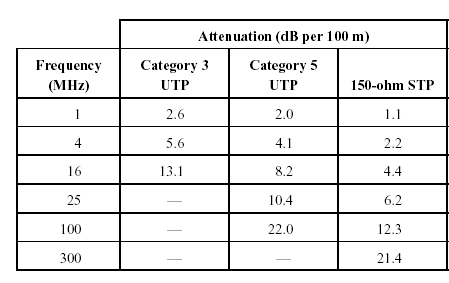 Attenuation (dB per 100 m)
Frequency (MHz) Category 3 UTP Category 5 UTP 150-ohm STP
1 2.6 2.0 1.1
4 5.6 4.1 2.2
16 13.1 8.2 4.4
25 — 10.4 6.2
100 — 22.0 12.3
300 — — 21.4